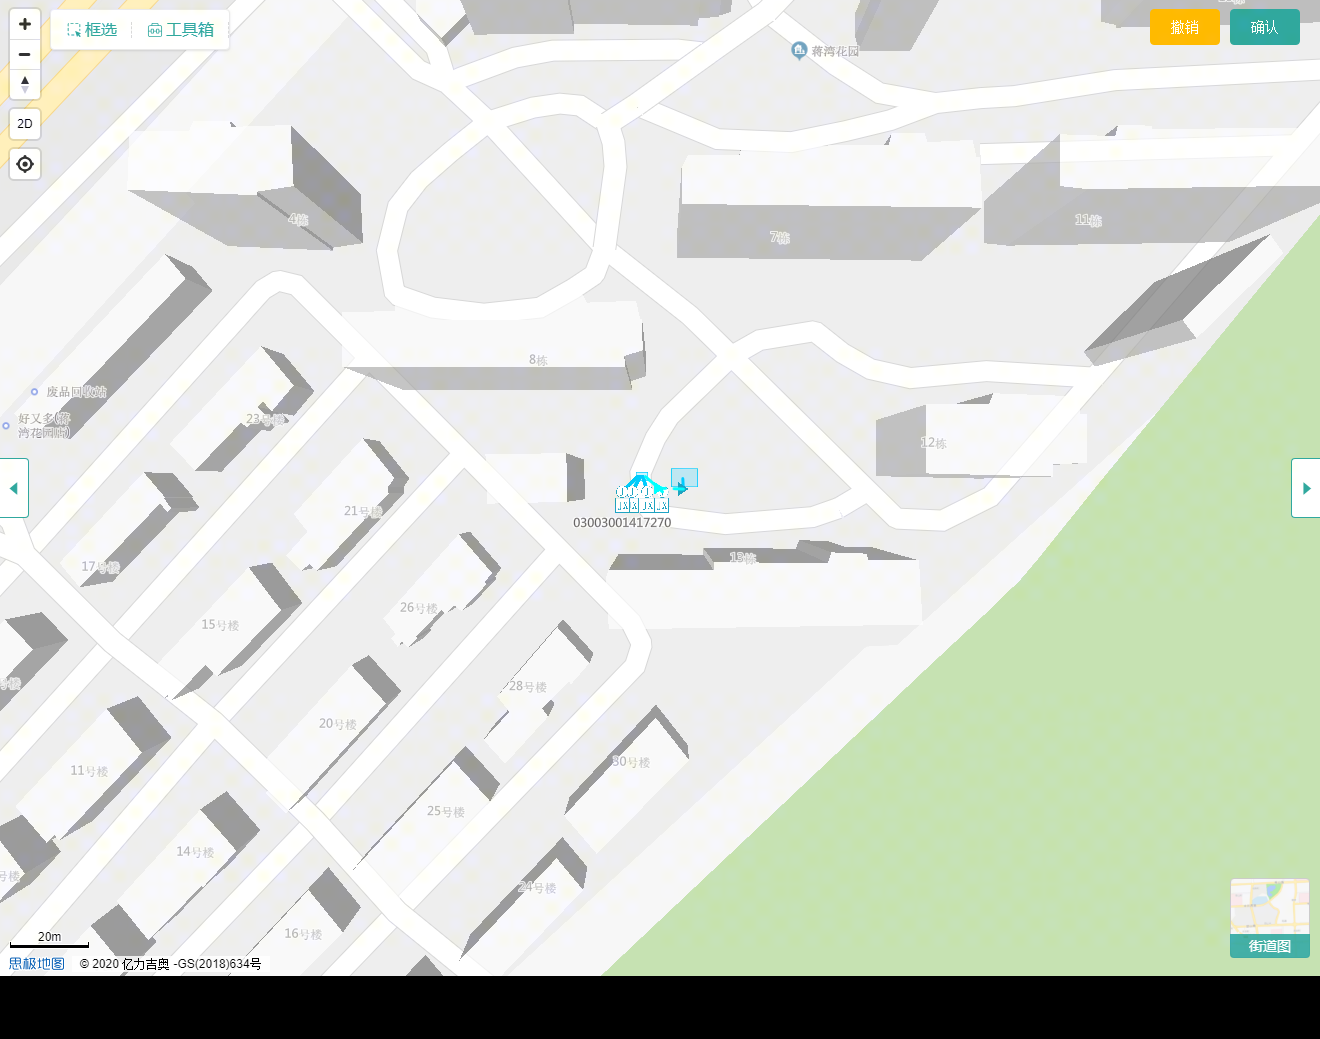 +
框选 工具箱
撤销
确认
−
2D
蒋湾花园
4栋
7栋
11栋
8栋
废品回收站
好又多(蒋
湾花园店)
23号楼
12栋
21号楼
JX JX JX
03003001417270
13栋
17号楼
26号楼
15号楼
号楼
28号楼
20号楼
30号楼
11号楼
25号楼
14号楼
号楼
24号楼
16号楼
20m
街道图
思极地图 © 2020 亿力吉奥 -GS(2018)634号